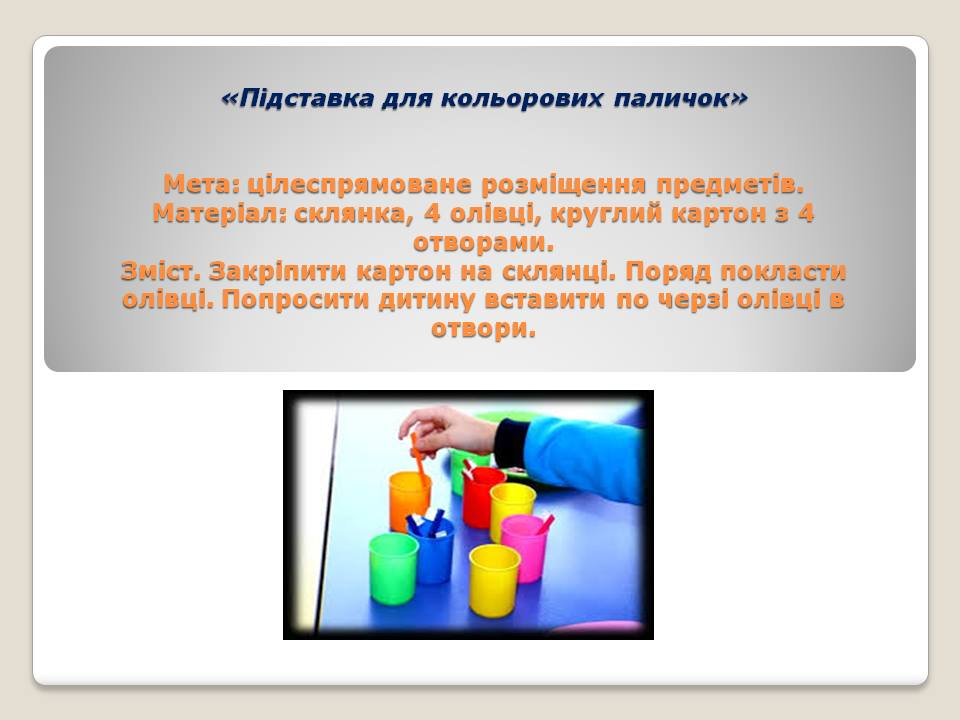 «Підставка для кольорових паличок»
Мета: цілеспрямоване розміщення предметів.
Матеріал: склянка, 4 олівці, круглий картон з 4
отворами.
Зміст. Закріпити картон на склянці. Поряд покласти
олівці. Попросити дитину вставити по черзі олівці в
отвори.